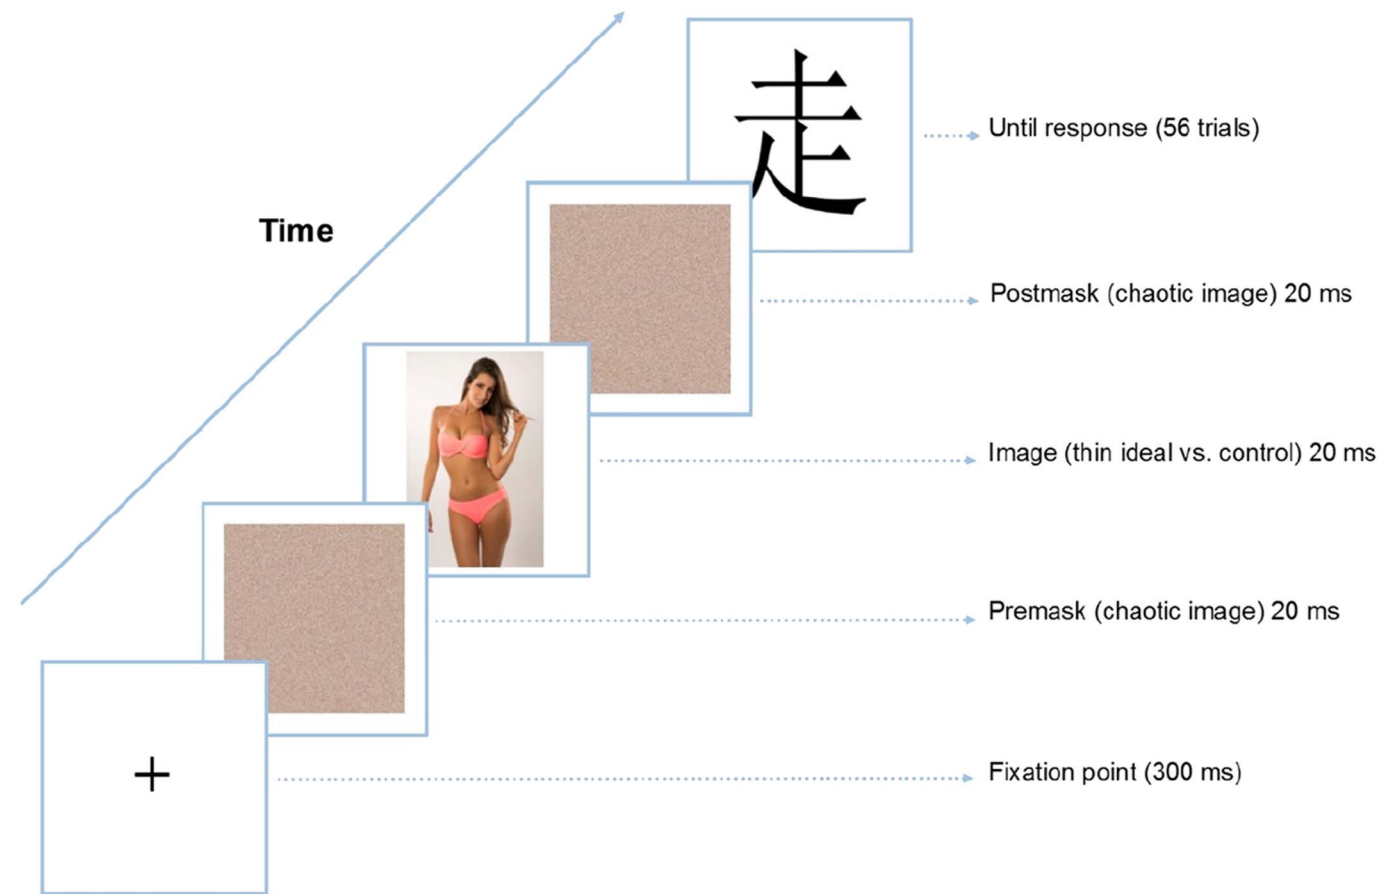 走
Until response (56 trials)
Time
Postmask (chaotic image) 20 ms
Image (thin ideal vs. control) 20 ms
Premask (chaotic image) 20 ms
Fixation point (300 ms)